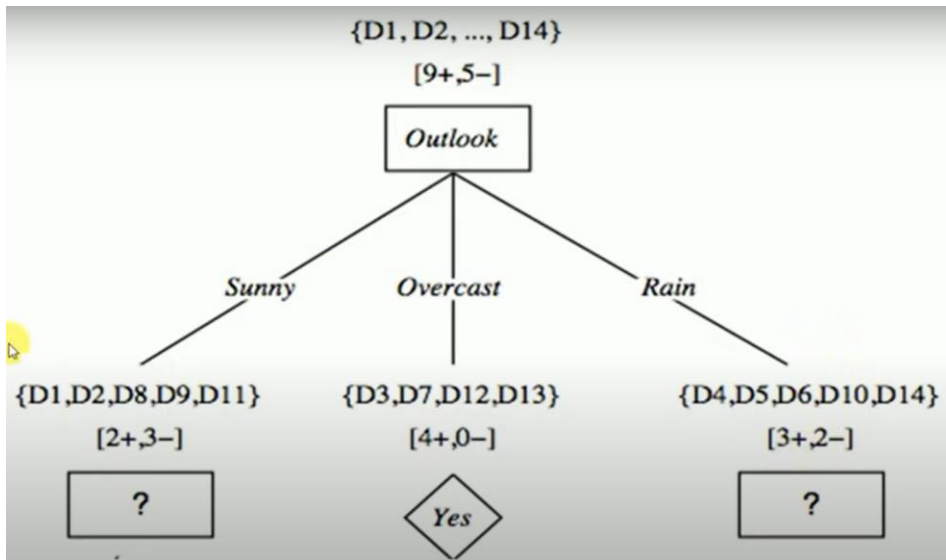 {D1, D2, ..., D14}
[9+,5−]
Outlook
Sunny Overcast Rain
{D1,D2,D8,D9,D11} {D3,D7,D12,D13} {D4,D5,D6,D10,D14}
[2+,3−] [4+,0−] [3+,2−]
? Yes ?